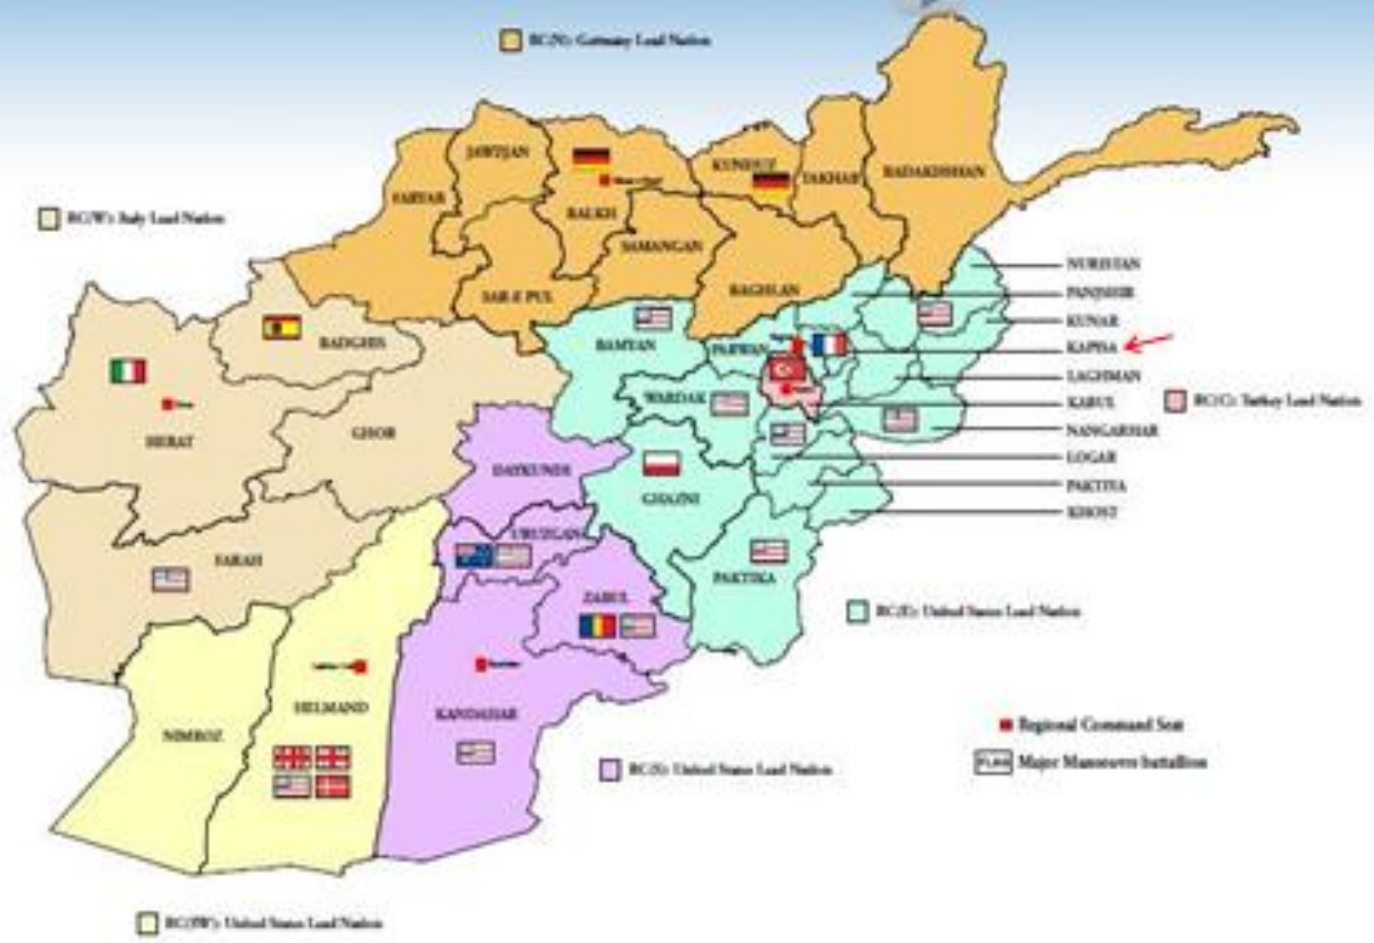 RC(N): Germany Lead Nation
JAWZJAN
KUNDUZ
TAKHAR
BADAKHSHAN
FARYAB
BALKH
RC(W): Italy Lead Nation
SAMANGAN
SAR-E PUL
BAGHLAN
NURISTAN
PANJSHIR
KUNAR
BADGHIS
BAMYAN
PARWAN
KAPISA
LAGHMAN
WARDAK
KABUL
RC(C): Turkey Lead Nation
HERAT
GHOR
NANGARHAR
LOGAR
DAYKUNDI
GHAZNI
PAKTIYA
KHOST
URUZGAN
FARAH
PAKTIKA
ZABUL
RC(E): United States Lead Nation
HELMAND
KANDAHAR
NIMROZ
Regional Command Seat
FLAG Major Manoeuvre battalion
RC(S): United States Lead Nation
RC(SW): United States Lead Nation